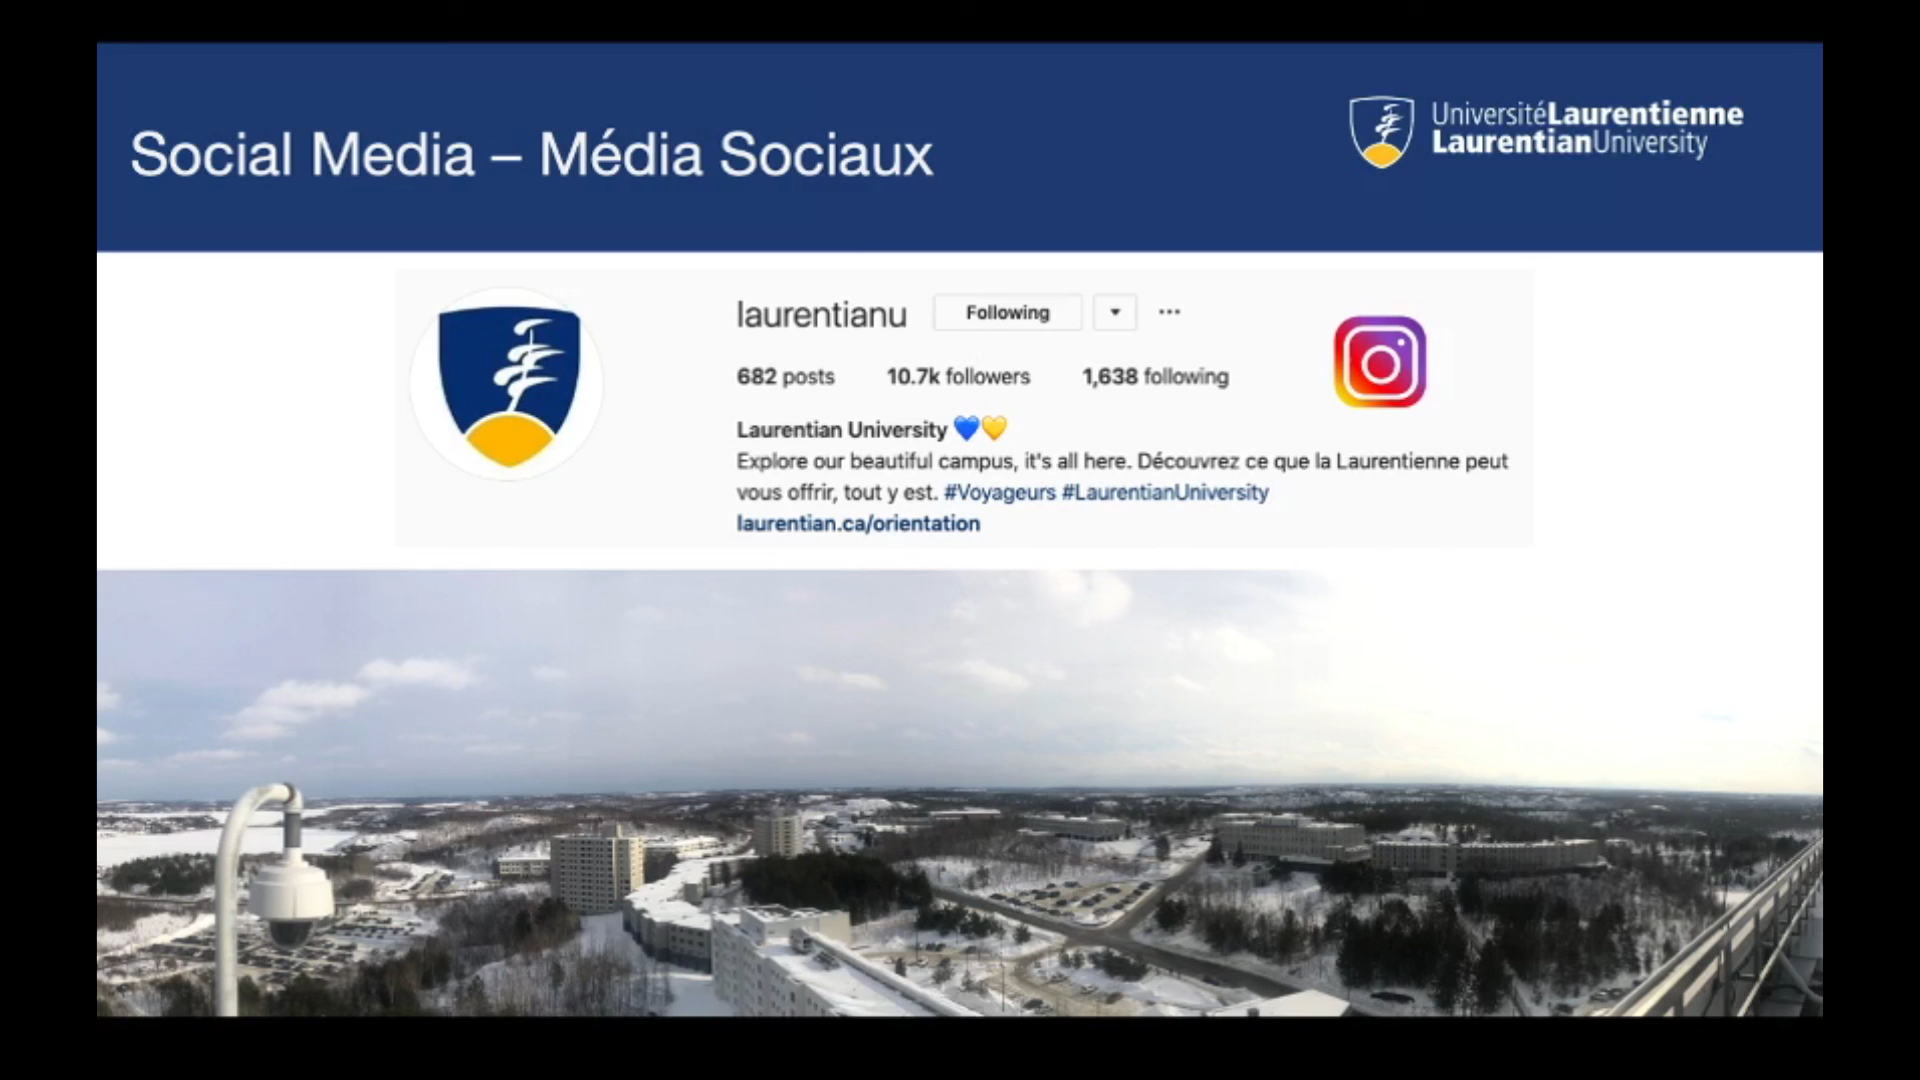 Social Media – Média Sociaux
UniversitéLaurentienne
LaurentianUniversity
laurentianu Following ▾ ···
682 posts 10.7k followers 1,638 following
Laurentian University 💙💛
Explore our beautiful campus, it's all here. Découvrez ce que la Laurentienne peut
vous offrir, tout y est. #Voyageurs #LaurentianUniversity
laurentian.ca/orientation